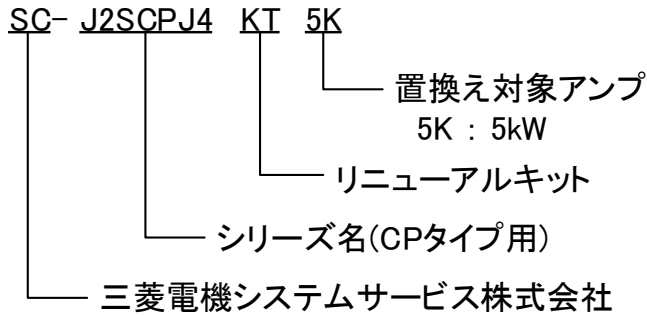 SC- J2SCPJ4 KT 5K
置換え対象アンプ
5K : 5kW
リニューアルキット
シリーズ名(CPタイプ用)
三菱電機システムサービス株式会社